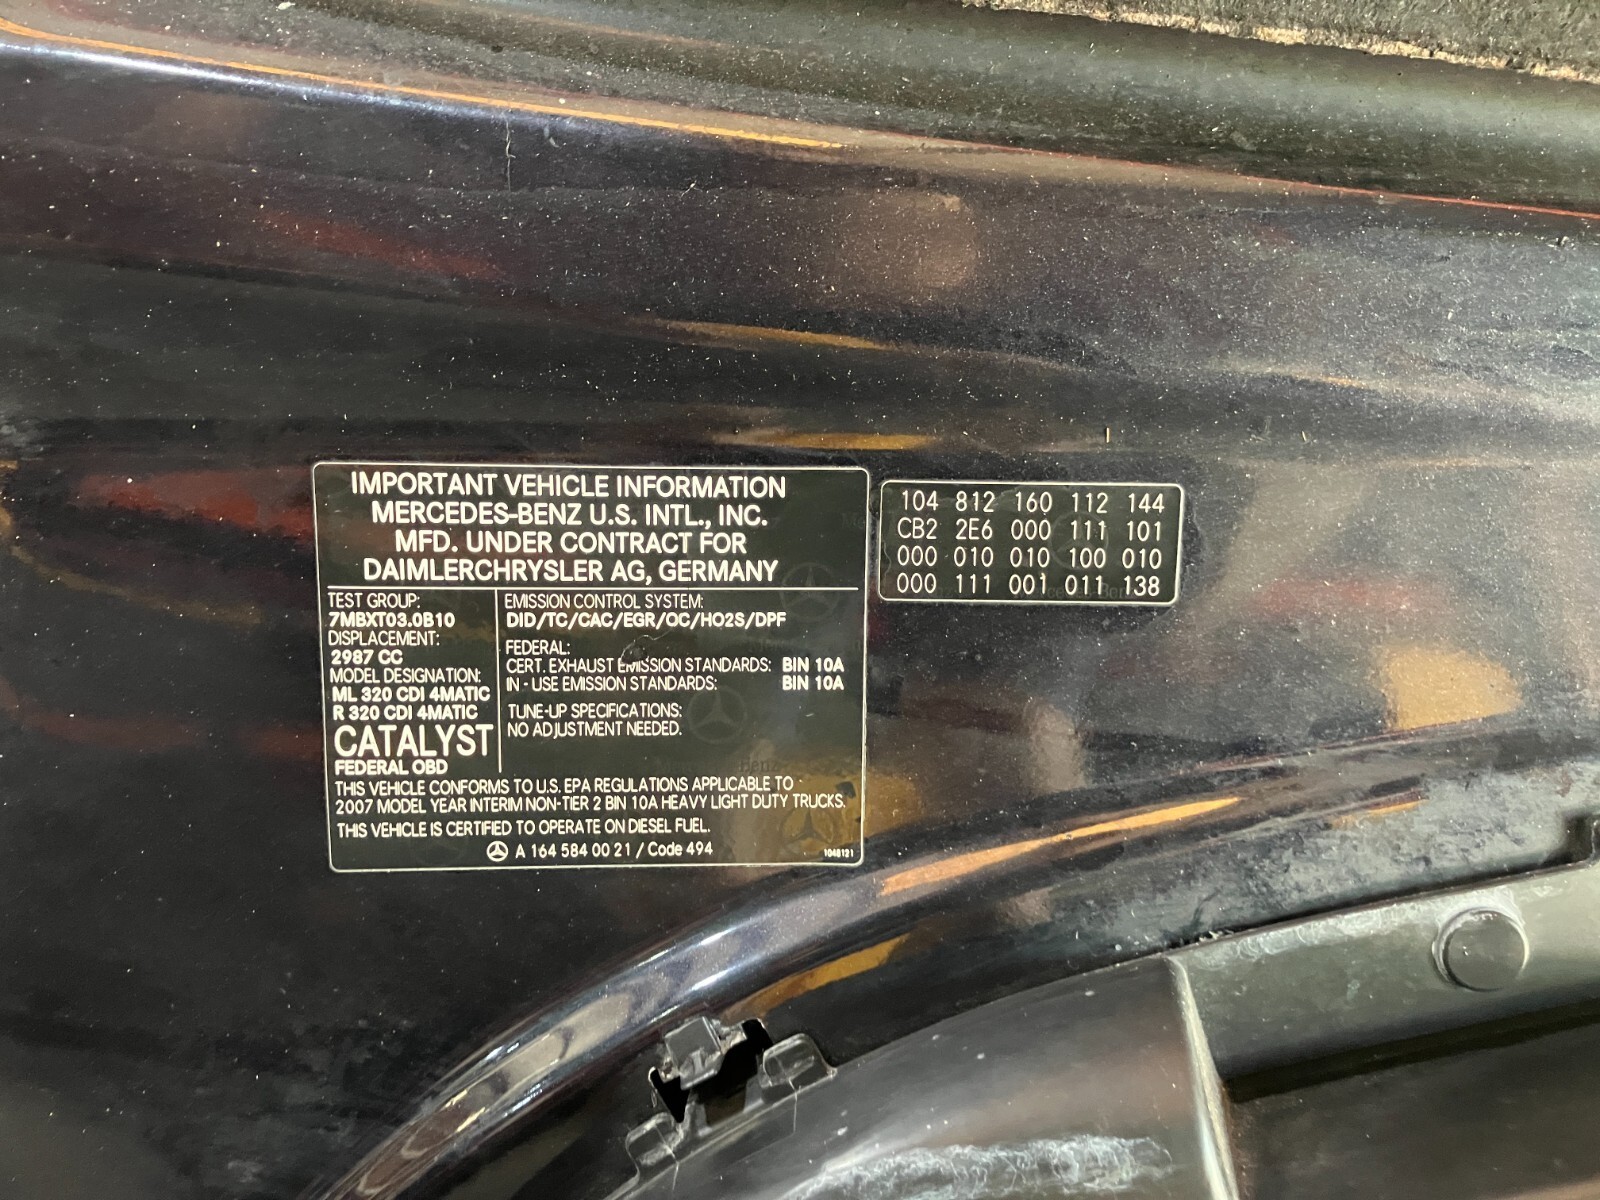 IMPORTANT VEHICLE INFORMATION
MERCEDES-BENZ U.S. INTL., INC.
MFD. UNDER CONTRACT FOR
DAIMLERCHRYSLER AG, GERMANY
TEST GROUP:
7MBXT03.0B10
DISPLACEMENT:
2987 CC
MODEL DESIGNATION:
ML 320 CDI 4MATIC
R 320 CDI 4MATIC
CATALYST
FEDERAL OBD
EMISSION CONTROL SYSTEM:
DID/TC/CAC/EGR/OC/HO2S/DPF
FEDERAL:
CERT. EXHAUST EMISSION STANDARDS: BIN 10A
IN - USE EMISSION STANDARDS: BIN 10A
TUNE-UP SPECIFICATIONS:
NO ADJUSTMENT NEEDED.
THIS VEHICLE CONFORMS TO U.S. EPA REGULATIONS APPLICABLE TO
2007 MODEL YEAR INTERIM NON-TIER 2 BIN 10A HEAVY LIGHT DUTY TRUCKS.
THIS VEHICLE IS CERTIFIED TO OPERATE ON DIESEL FUEL.
A 164 584 00 21 / Code 494
1048121
104 812 160 112 144
CB2 2E6 000 111 101
000 010 010 100 010
000 111 001 011 138